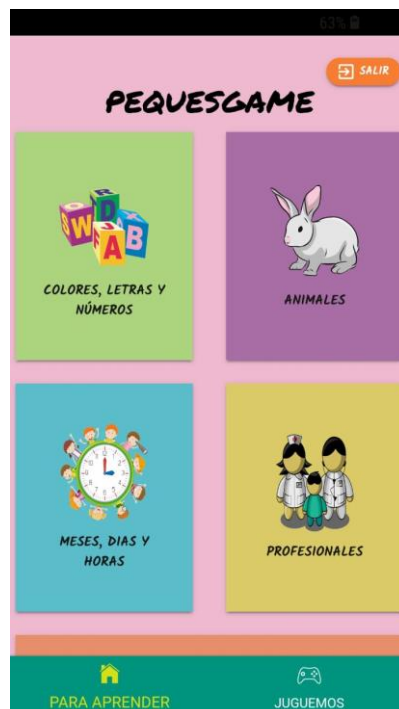 63%
SALIR
PEQUESGAME
COLORES, LETRAS Y
NÚMEROS
ANIMALES
MESES, DIAS Y
HORAS
PROFESIONALES
PARA APRENDER
JUGUEMOS